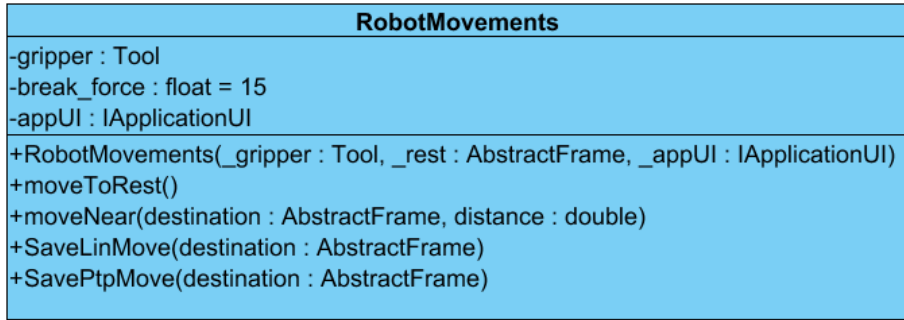 RobotMovements
-gripper : Tool
-break_force : float = 15
-appUI : IApplicationUI
+RobotMovements(_gripper : Tool, _rest : AbstractFrame, _appUI : IApplicationUI)
+moveToRest()
+moveNear(destination : AbstractFrame, distance : double)
+SaveLinMove(destination : AbstractFrame)
+SavePtpMove(destination : AbstractFrame)